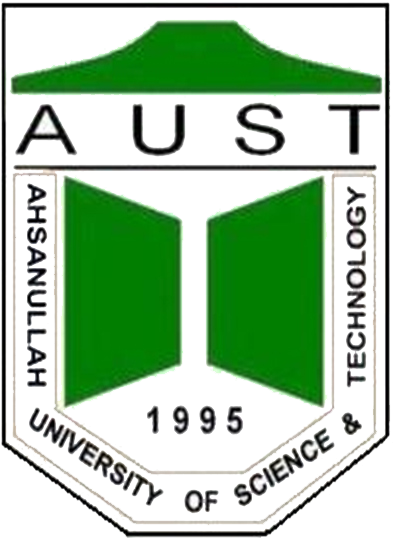 AUST
AHSANULLAH UNIVERSITY OF SCIENCE & TECHNOLOGY
1995